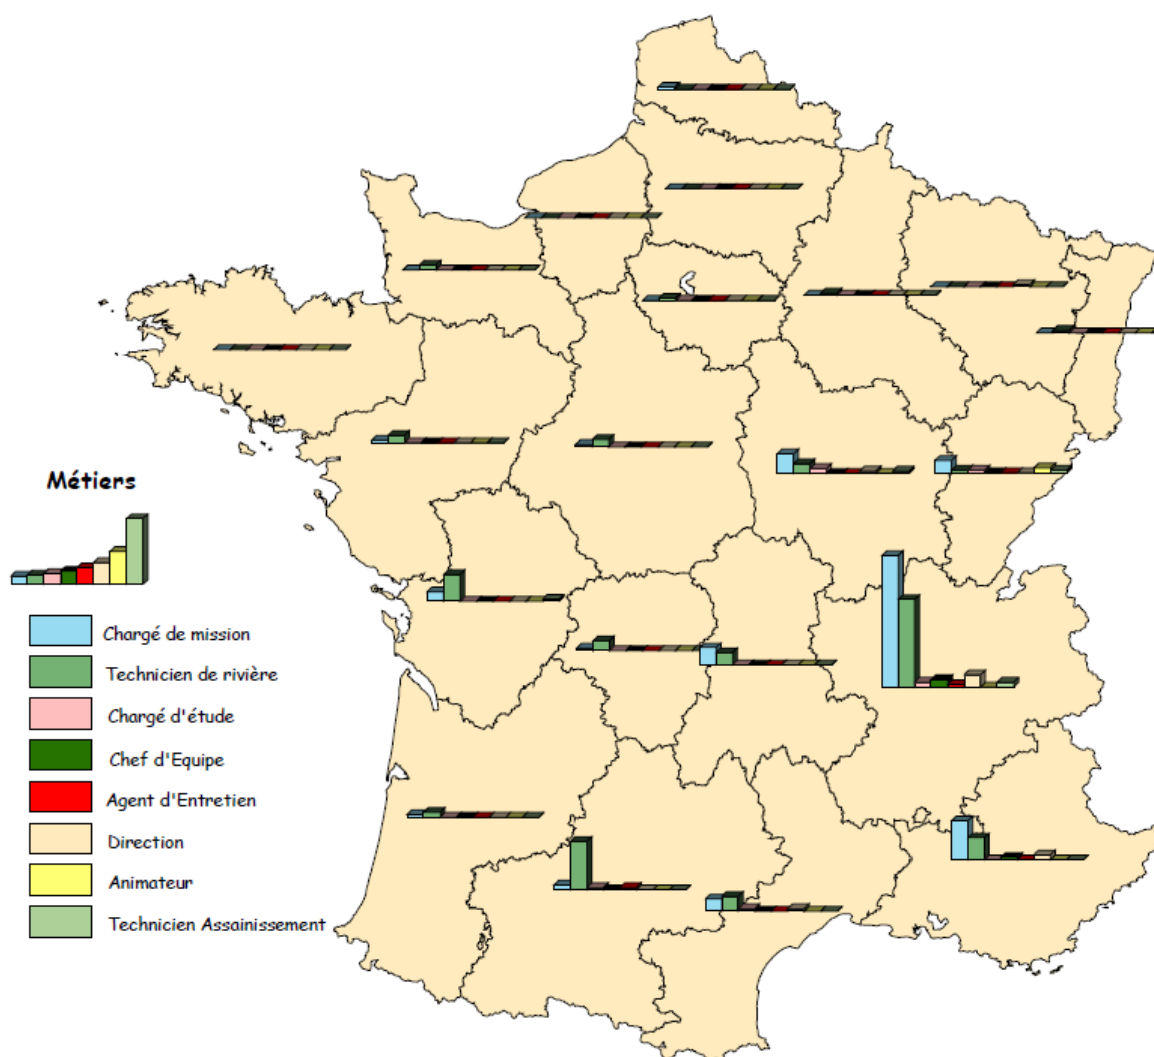 Métiers
Chargé de mission
Technicien de rivière
Chargé d'étude
Chef d'Equipe
Agent d'Entretien
Direction
Animateur
Technicien Assainissement